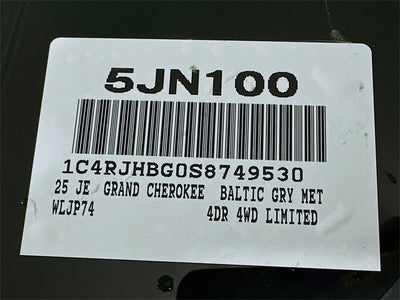 5JN100
1C4RJHBG0S8749530
25 JE GRAND CHEROKEE BALTIC GRY MET
WLJP74 4DR 4WD LIMITED